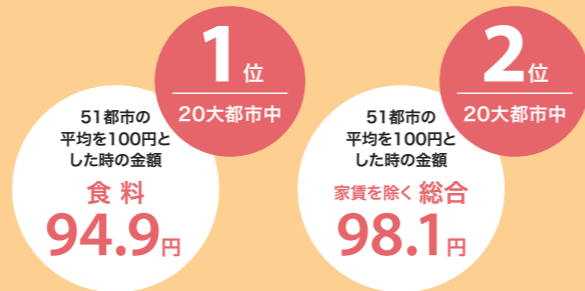 1位
20大都市中
51都市の
平均を100円と
した時の金額
食料
94.9円
2位
20大都市中
51都市の
平均を100円と
した時の金額
家賃を除く 総合
98.1円